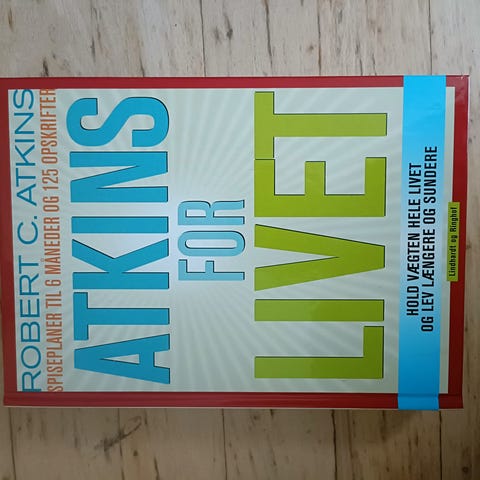 ROBERT C. ATKINS
SPISEPLANER TIL 6 MÅNEDER OG 125 OPSKRIFTER
ATKINS
FOR
LIVET
HOLD VÆGTEN HELE LIVET
OG LEV LÆNGERE OG SUNDERE
Lindhardt og Ringhof